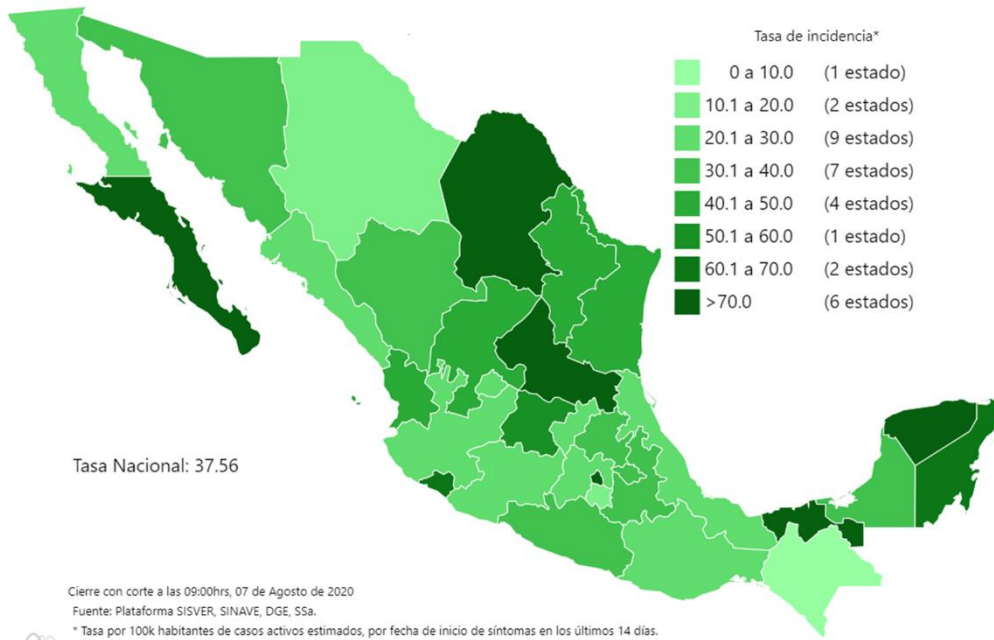 Tasa de incidencia*
0 a 10.0 (1 estado)
10.1 a 20.0 (2 estados)
20.1 a 30.0 (9 estados)
30.1 a 40.0 (7 estados)
40.1 a 50.0 (4 estados)
50.1 a 60.0 (1 estado)
60.1 a 70.0 (2 estados)
>70.0 (6 estados)
Tasa Nacional: 37.56
Cierre con corte a las 09:00hrs, 07 de Agosto de 2020
Fuente: Plataforma SISVER, SINAVE, DGE, SSa.
* Tasa por 100k habitantes de casos activos estimados, por fecha de inicio de síntomas en los últimos 14 días.